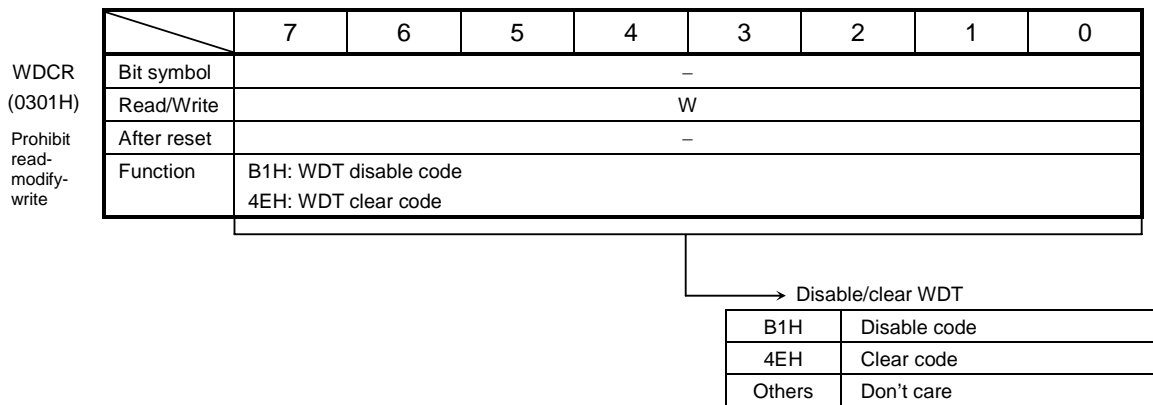 7 6 5 4 3 2 1 0
WDCR
(0301H)
Prohibit
read-
modify-
write
Bit symbol –
Read/Write W
After reset –
Function B1H: WDT disable code
4EH: WDT clear code
Disable/clear WDT
B1H Disable code
4EH Clear code
Others Don't care